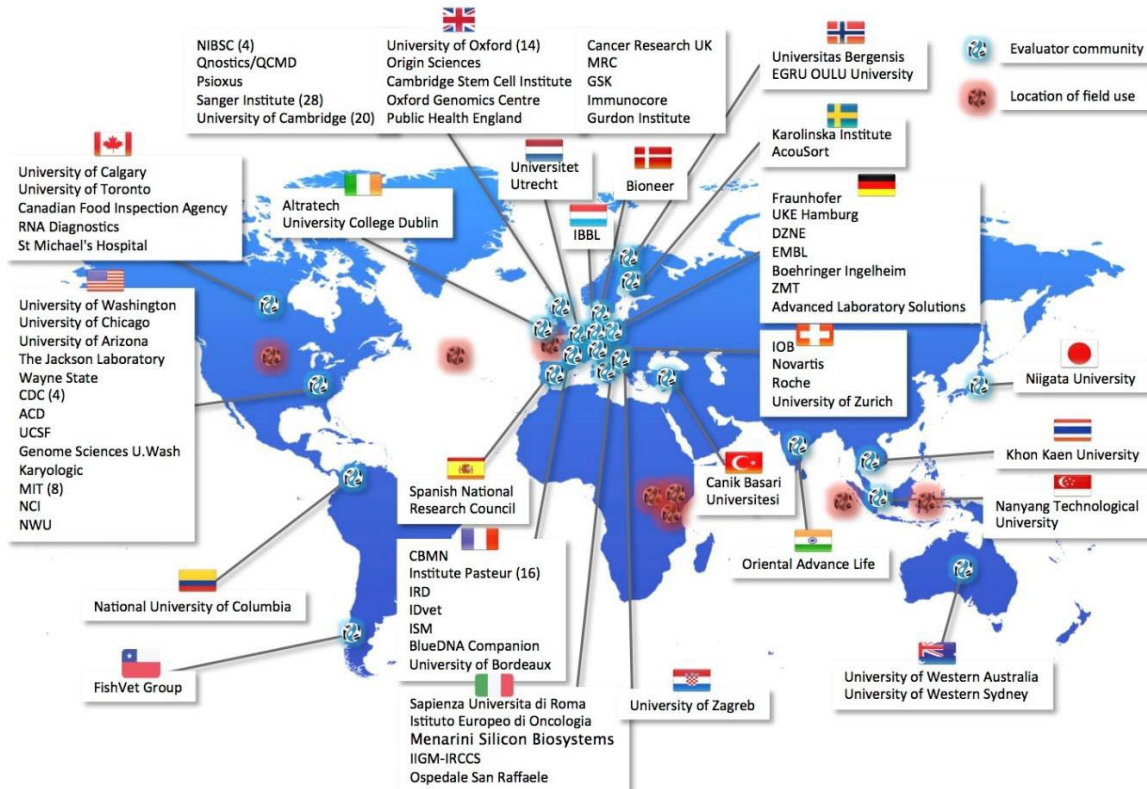 NIBSC (4)
Qnostics/QCMD
Psioxus
Sanger Institute (28)
University of Cambridge (20)
University of Oxford (14)
Origin Sciences
Cambridge Stem Cell Institute
Oxford Genomics Centre
Public Health England
Cancer Research UK
MRC
GSK
Immunocore
Gurdon Institute
Universitas Bergensis
EGRU OULU University
Evaluator community
Location of field use
Karolinska Institute
AcouSort
University of Calgary
University of Toronto
Canadian Food Inspection Agency
RNA Diagnostics
St Michael's Hospital
Altratech
University College Dublin
Universitet
Utrecht
Bioneer
IBBL
Fraunhofer
UKE Hamburg
DZNE
EMBL
Boehringer Ingelheim
ZMT
Advanced Laboratory Solutions
University of Washington
University of Chicago
University of Arizona
The Jackson Laboratory
Wayne State
CDC (4)
ACD
UCSF
Genome Sciences U.Wash
Karyologic
MIT (8)
NCI
NWU
IOB
Novartis
Roche
University of Zurich
Niigata University
Khon Kaen University
Nanyang Technological
University
Spanish National
Research Council
Canik Basari
Universitesi
Oriental Advance Life
National University of Columbia
CBMN
Institute Pasteur (16)
IRD
IDvet
ISM
BlueDNA Companion
University of Bordeaux
FishVet Group
University of Western Australia
University of Western Sydney
Sapienza Universita di Roma
Istituto Europeo di Oncologia
Menarini Silicon Biosystems
IIGM-IRCCS
Ospedale San Raffaele
University of Zagreb